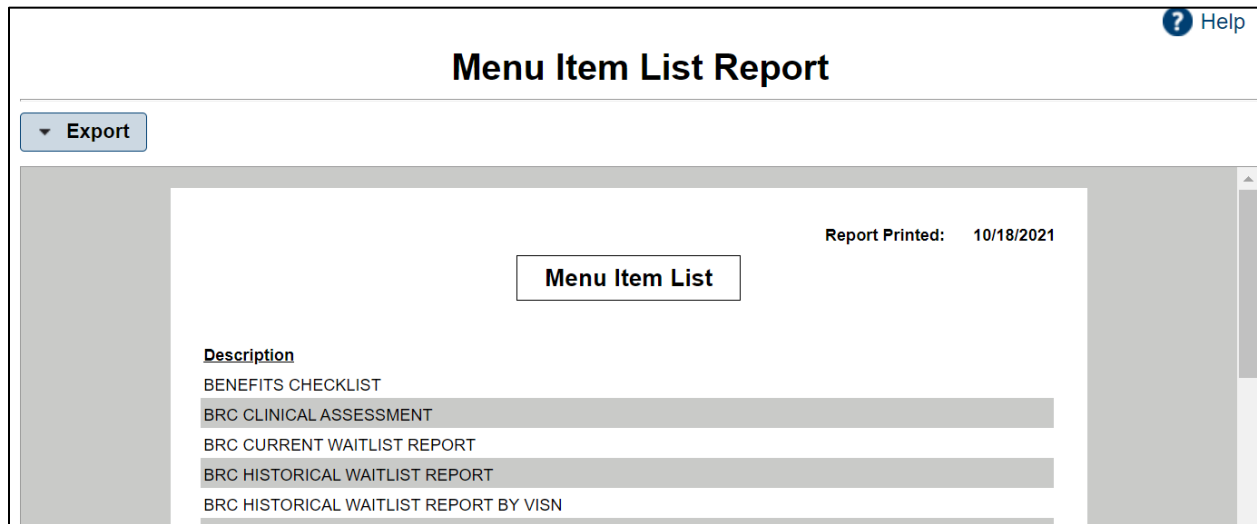 ? Help
Menu Item List Report
Export
Report Printed: 10/18/2021
Menu Item List
Description
BENEFITS CHECKLIST
BRC CLINICAL ASSESSMENT
BRC CURRENT WAITLIST REPORT
BRC HISTORICAL WAITLIST REPORT
BRC HISTORICAL WAITLIST REPORT BY VISN